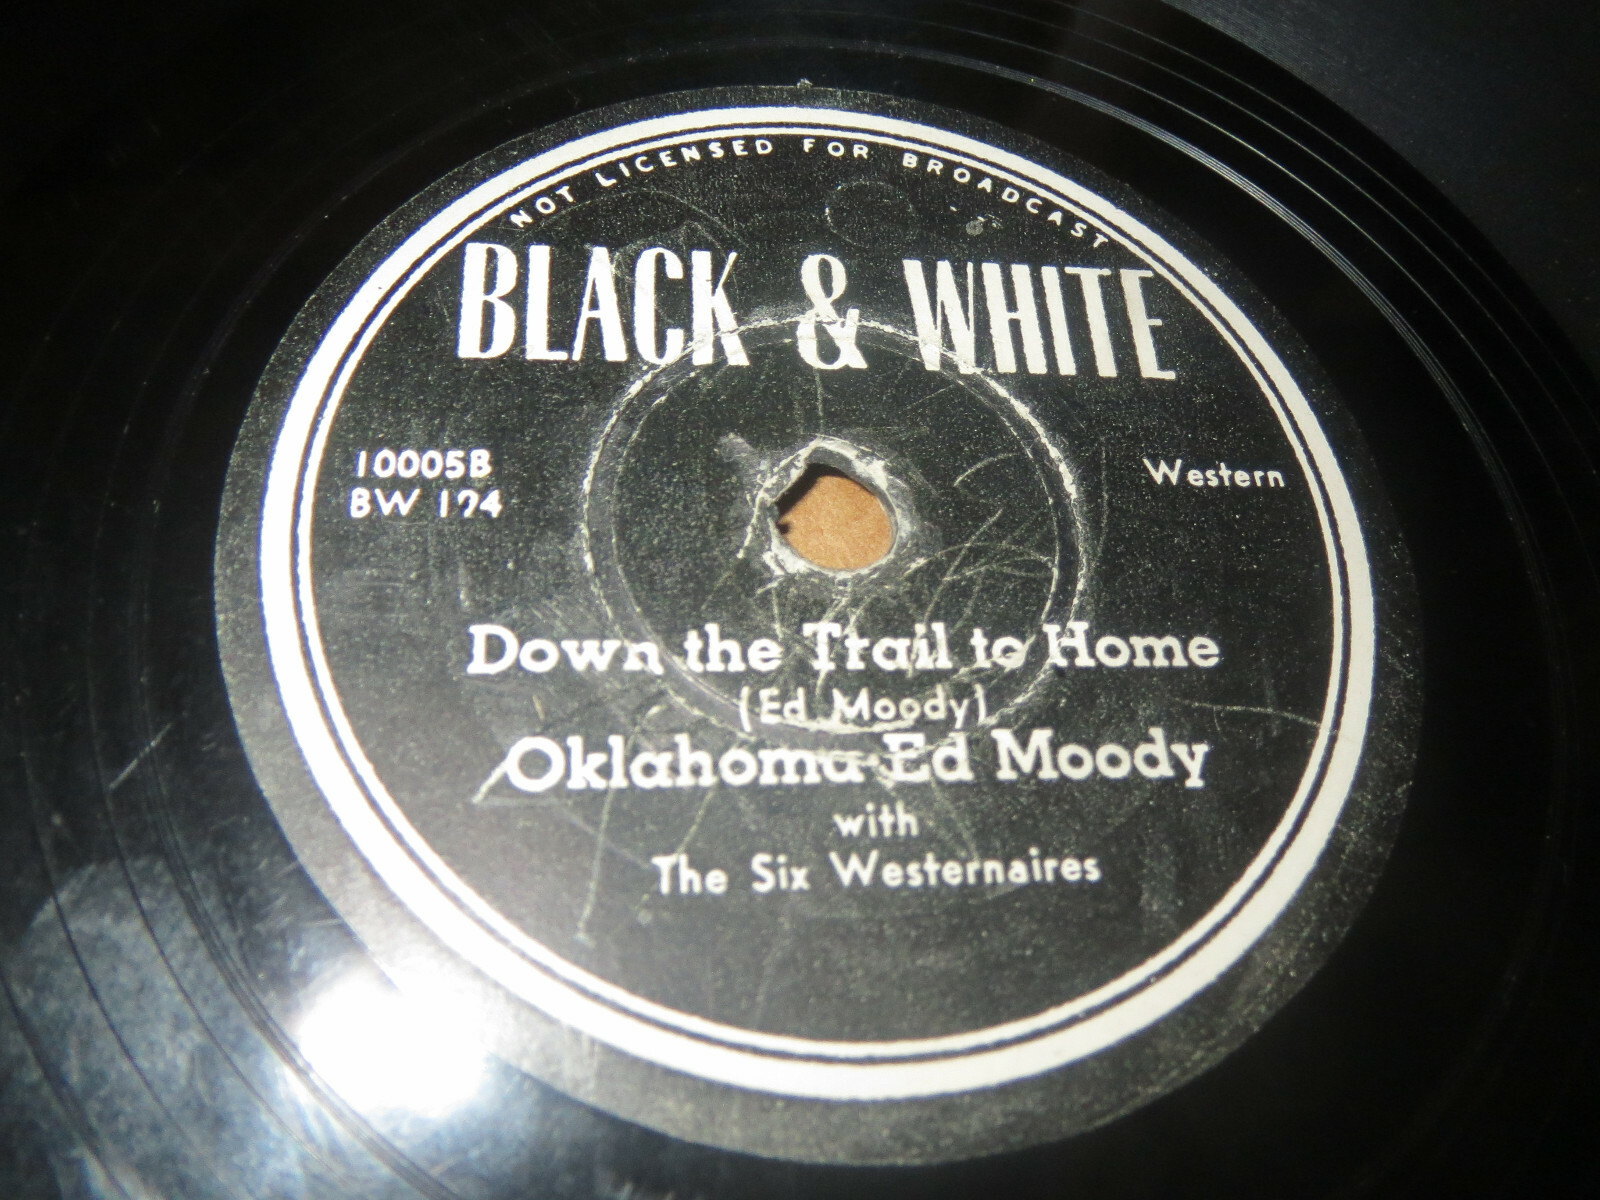 NOT LICENSED FOR BROADCAST
BLACK & WHITE
10005B
BW
Western
Down the Trail to Home
(Ed Moody)
Oklahoma Ed Moody
with
The Six Westernaires